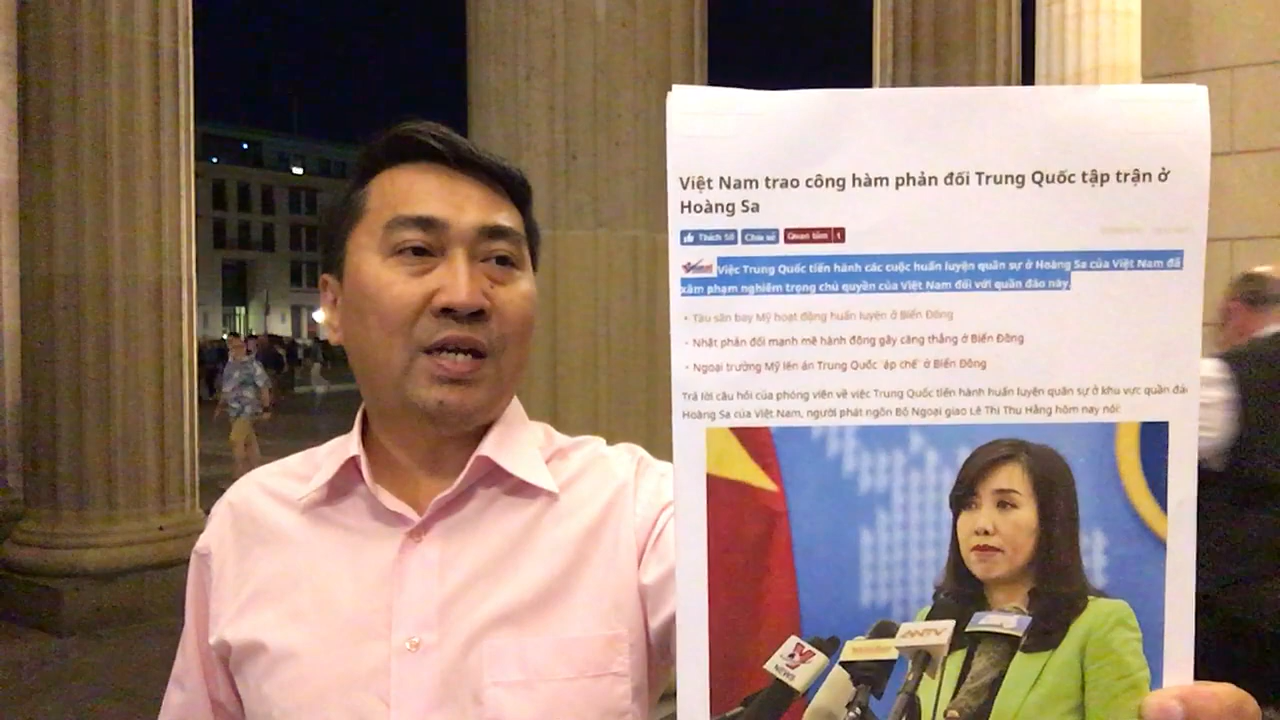 Việt Nam trao công hàm phản đối Trung Quốc tập trận ở
Hoàng Sa
Thích 58 Chia sẻ Quan tâm 1
Việc Trung Quốc tiến hành các cuộc huấn luyện quân sự ở Hoàng Sa của Việt Nam đã
xâm phạm nghiêm trọng chủ quyền của Việt Nam đối với quần đảo này.
• Tàu sân bay Mỹ hoạt động huấn luyện ở Biển Đông
• Nhật phản đối mạnh mẽ hành động gây căng thẳng ở Biển Đông
• Ngoại trưởng Mỹ lên án Trung Quốc 'áp chế' ở Biển Đông
Trả lời câu hỏi của phóng viên về việc Trung Quốc tiến hành huấn luyện quân sự ở khu vực quần đảo
Hoàng Sa của Việt Nam, người phát ngôn Bộ Ngoại giao Lê Thị Thu Hằng hôm nay nói:
ANTV
NEWS